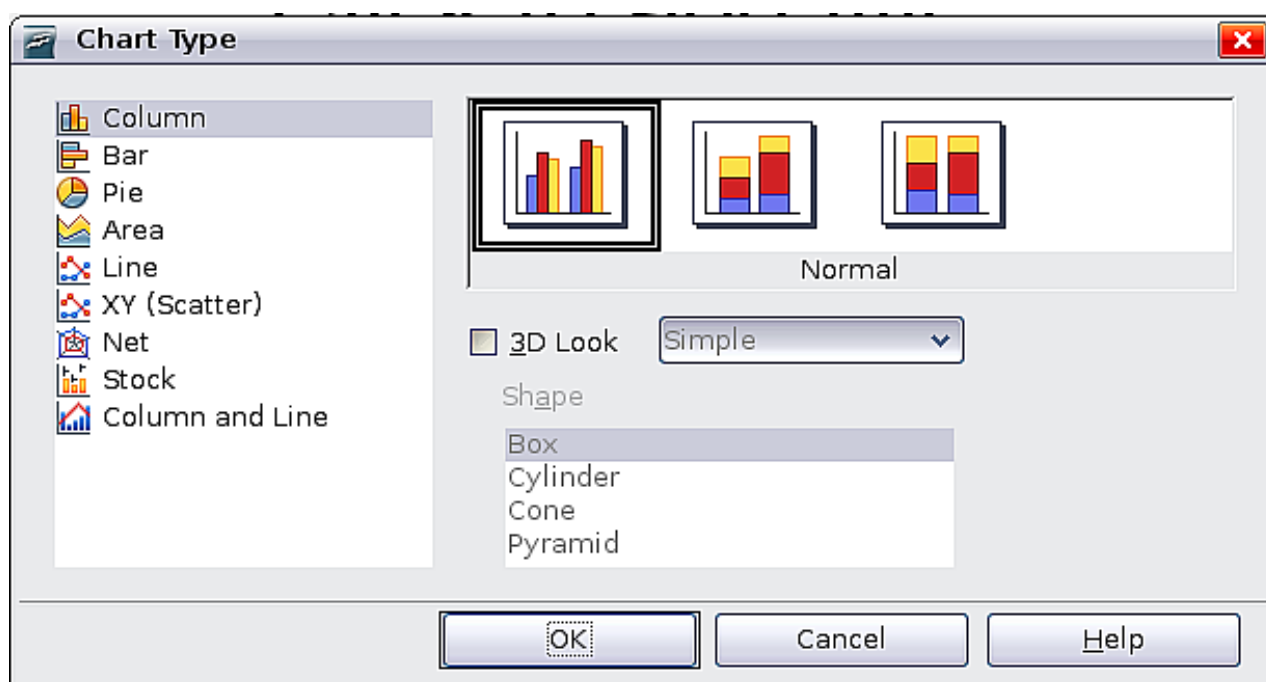 Chart Type
Column
Bar
Pie
Area
Line
XY (Scatter)
Net
Stock
Column and Line
Normal
3D Look
Simple
Shape
Box
Cylinder
Cone
Pyramid
OK
Cancel
Help